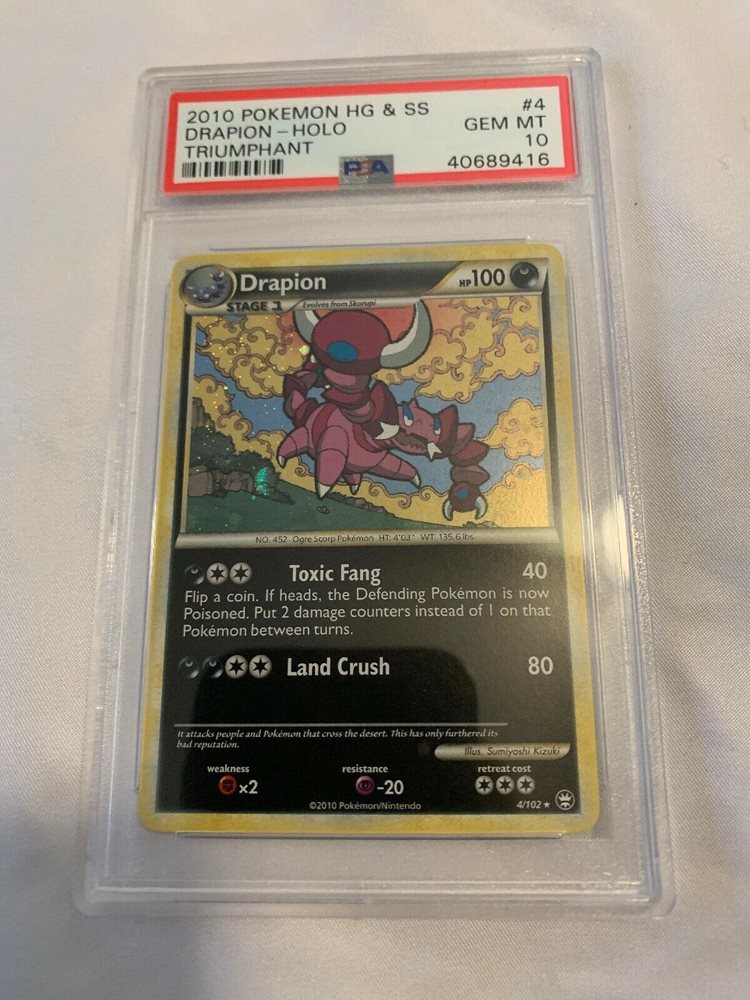 2010 POKEMON HG & SS #4
DRAPION - HOLO GEM MT
TRIUMPHANT 10
PSA 40689416
Drapion HP 100
STAGE 1 Evolves from Skorupi
NO. 452 Ogre Scorp Pokémon HT: 4'03" WT: 135.6 lbs.
Toxic Fang 40
Flip a coin. If heads, the Defending Pokémon is now
Poisoned. Put 2 damage counters instead of 1 on that
Pokémon between turns.
Land Crush 80
It attacks people and Pokémon that cross the desert. This has only furthered its
bad reputation.
Illus. Sumiyoshi Kizuki
weakness resistance retreat cost
×2 -20
©2010 Pokémon/Nintendo 4/102 ★